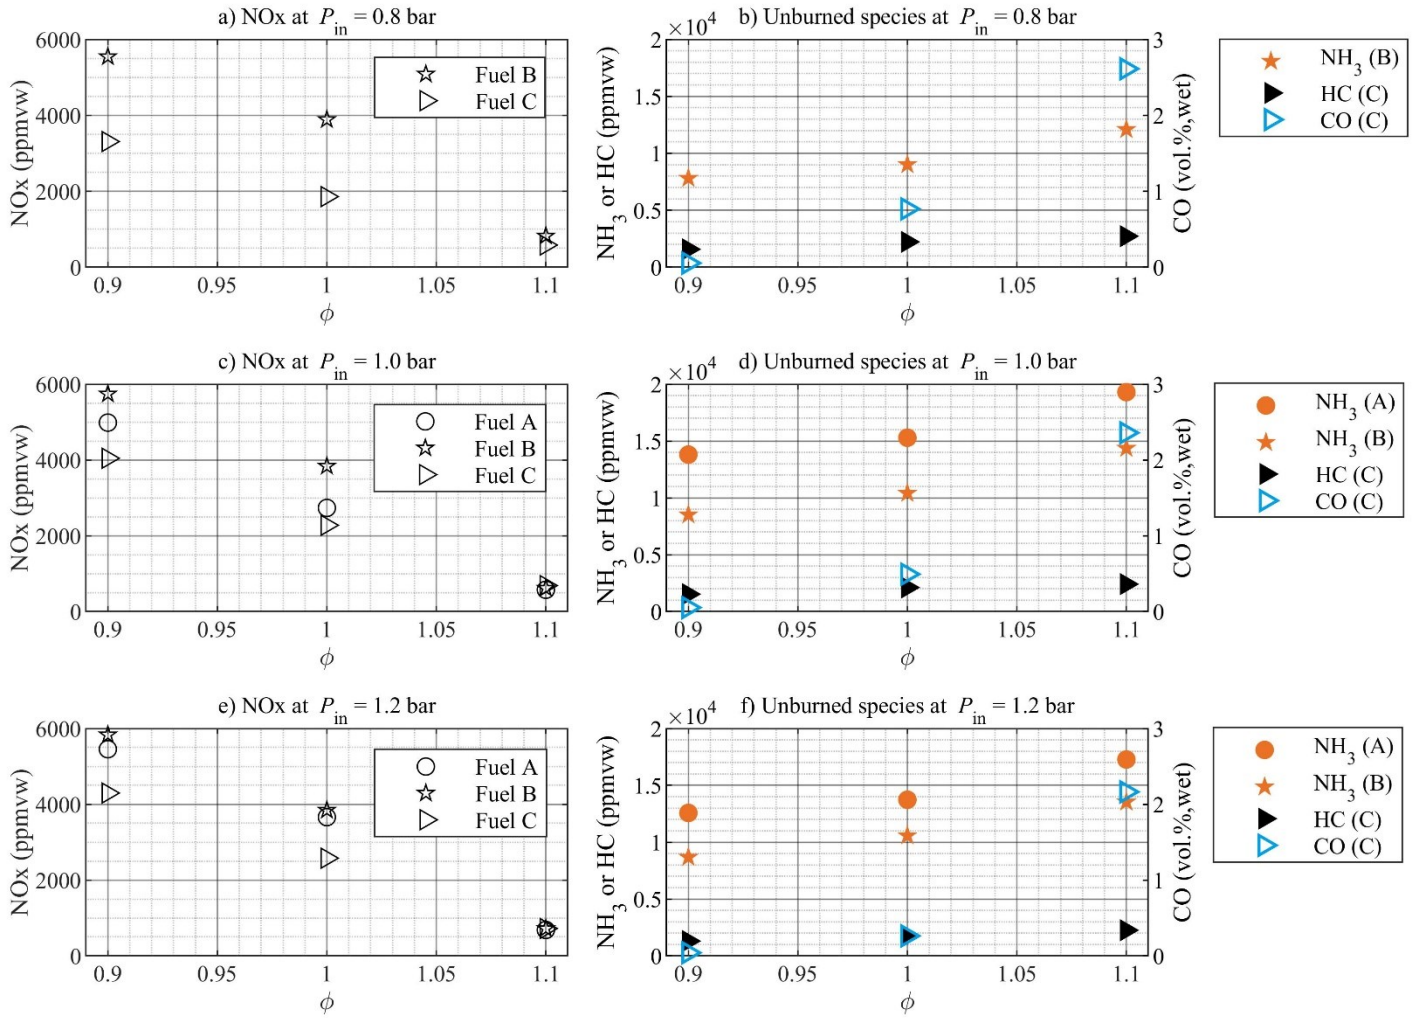 a) NOx at P_in = 0.8 bar
NOx (ppmvw)
6000
4000
2000
0
0.9
0.95
1
1.05
1.1
ϕ
Fuel B
Fuel C
b) Unburned species at P_in = 0.8 bar
×10^4
NH_3 or HC (ppmvw)
2
1.5
1
0.5
0
0.9
0.95
1
1.05
1.1
ϕ
3
2
1
0
CO (vol.%,wet)
NH_3 (B)
HC (C)
CO (C)
c) NOx at P_in = 1.0 bar
NOx (ppmvw)
6000
4000
2000
0
0.9
0.95
1
1.05
1.1
ϕ
Fuel A
Fuel B
Fuel C
d) Unburned species at P_in = 1.0 bar
×10^4
NH_3 or HC (ppmvw)
2
1.5
1
0.5
0
0.9
0.95
1
1.05
1.1
ϕ
3
2
1
0
CO (vol.%,wet)
NH_3 (A)
NH_3 (B)
HC (C)
CO (C)
e) NOx at P_in = 1.2 bar
NOx (ppmvw)
6000
4000
2000
0
0.9
0.95
1
1.05
1.1
ϕ
Fuel A
Fuel B
Fuel C
f) Unburned species at P_in = 1.2 bar
×10^4
NH_3 or HC (ppmvw)
2
1.5
1
0.5
0
0.9
0.95
1
1.05
1.1
ϕ
3
2
1
0
CO (vol.%,wet)
NH_3 (A)
NH_3 (B)
HC (C)
CO (C)